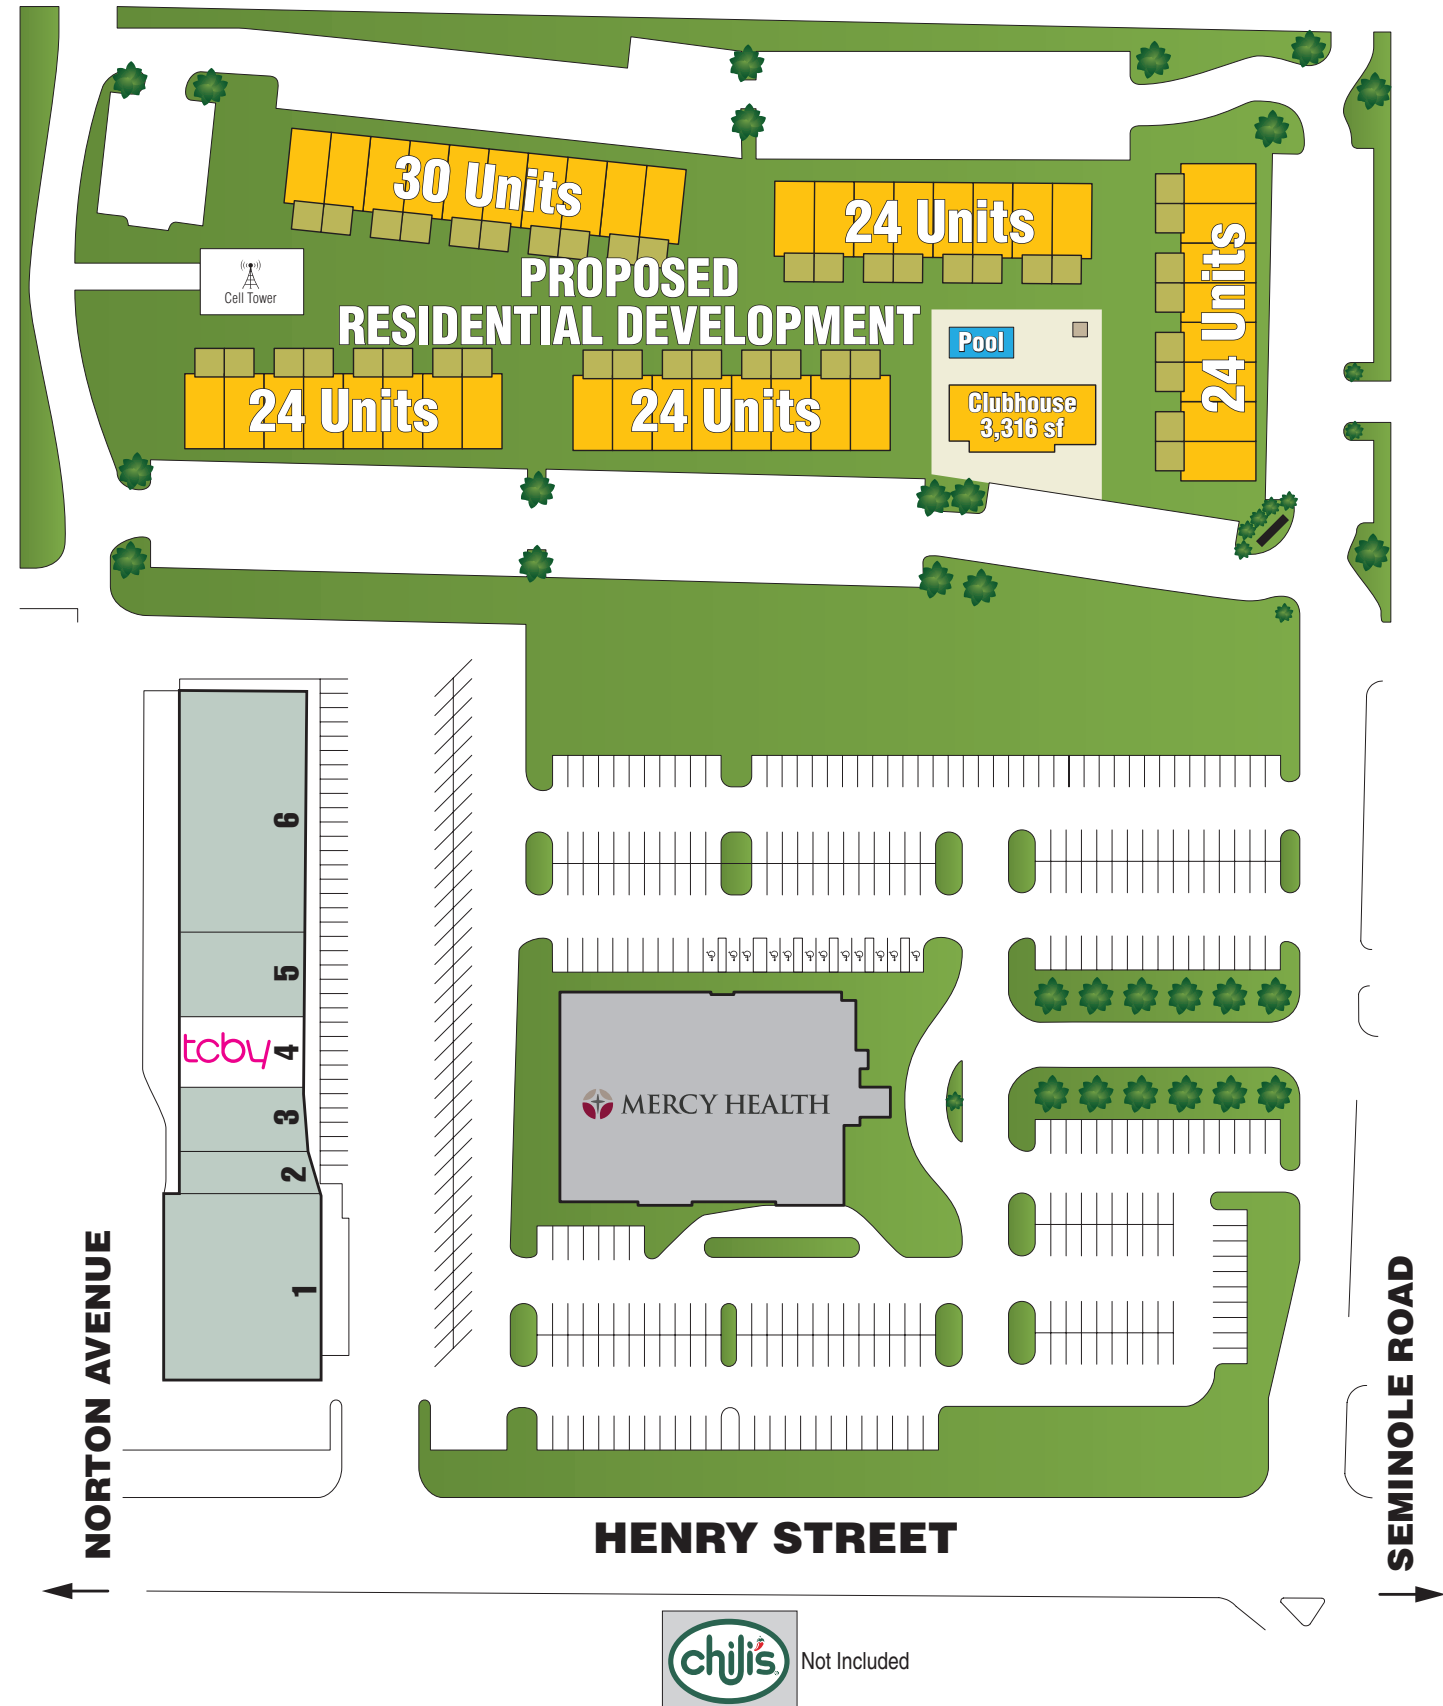 30 Units
24 Units
24 Units
Cell Tower
PROPOSED
RESIDENTIAL DEVELOPMENT
Pool
Clubhouse
3,316 sf
24 Units
24 Units
6
5
tcby
4
3
2
1
MERCY HEALTH
NORTON AVENUE
SEMINOLE ROAD
HENRY STREET
chili's
Not Included